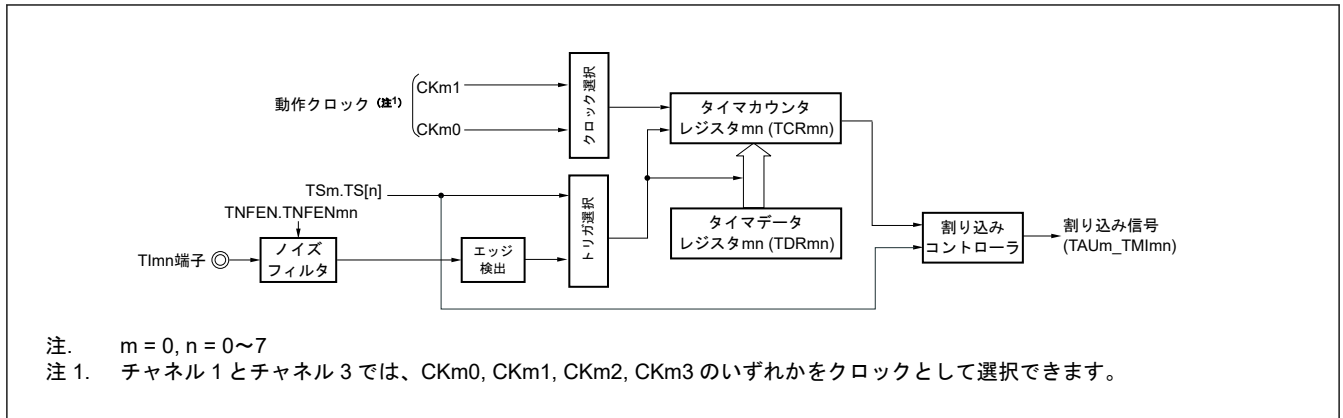 動作クロック (注1)
CKm1
CKm0
クロック選択
タイマカウンタ
レジスタmn (TCRmn)
TSm.TS[n]
TNFEN.TNFENmn
TImn端子
ノイズ
フィルタ
エッジ
検出
トリガ選択
タイマデータ
レジスタmn (TDRmn)
割り込み
コントローラ
割り込み信号
(TAUm_TMImn)
注. m = 0, n = 0～7
注 1. チャネル 1 とチャネル 3 では、CKm0, CKm1, CKm2, CKm3 のいずれかをクロックとして選択できます。